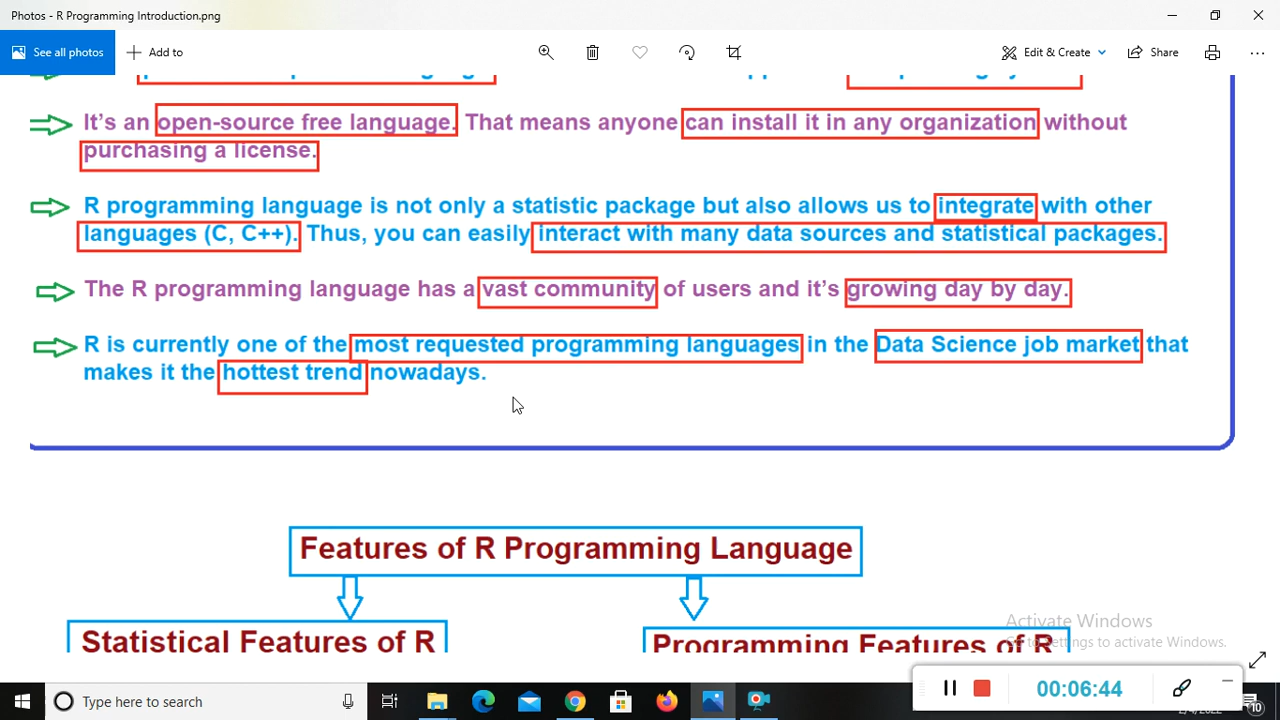 Photos - R Programming Introduction.png
See all photos
Add to
Edit & Create
Share
It's an open-source free language. That means anyone can install it in any organization without
purchasing a license.
R programming language is not only a statistic package but also allows us to integrate with other
languages (C, C++). Thus, you can easily interact with many data sources and statistical packages.
The R programming language has a vast community of users and it's growing day by day.
R is currently one of the most requested programming languages in the Data Science job market that
makes it the hottest trend nowadays.
Features of R Programming Language
Statistical Features of R
Programming Features of R
Activate Windows
Go to Settings to activate Windows.
00:06:44
Type here to search
10